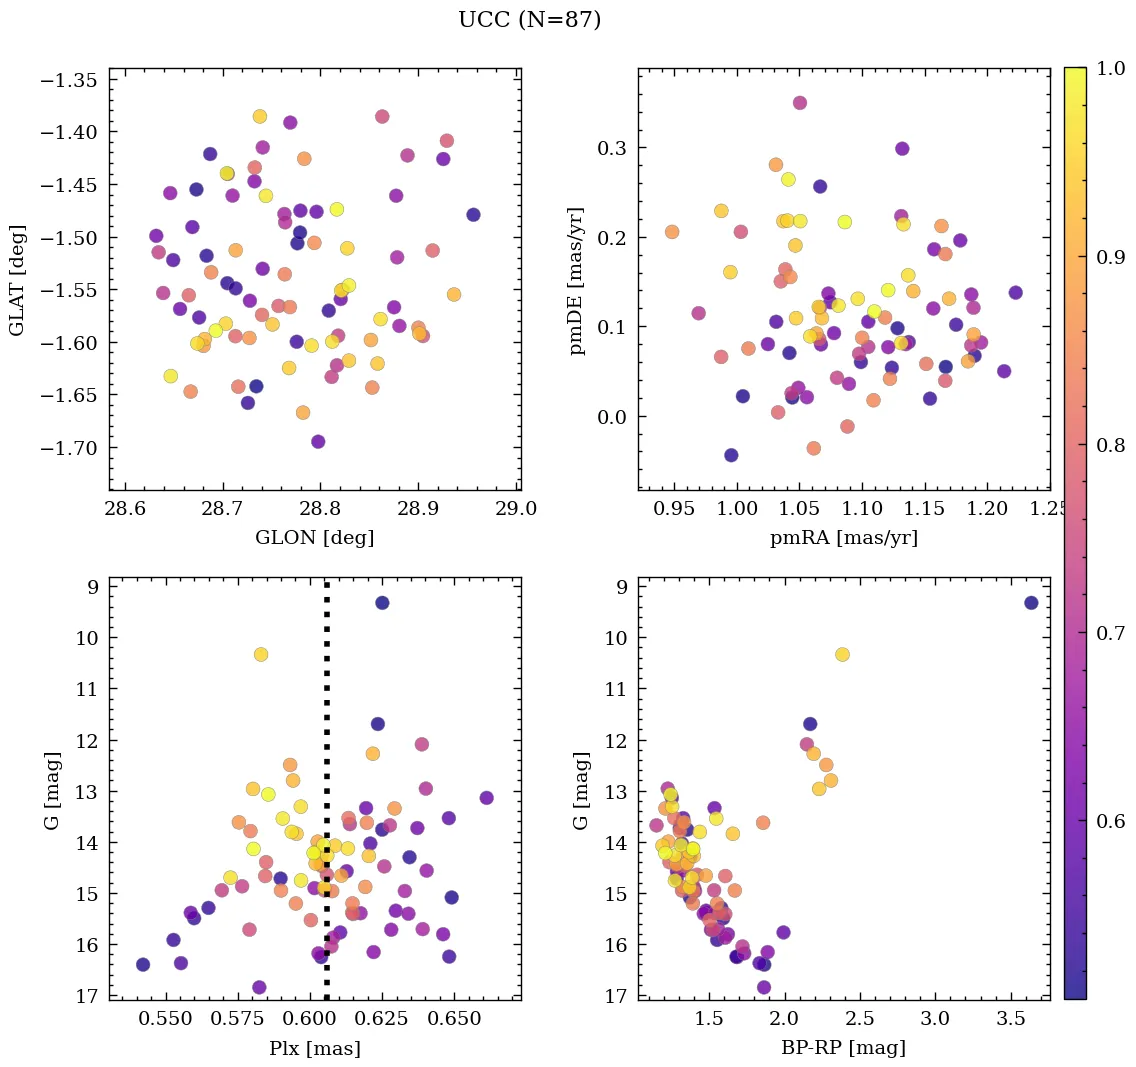 UCC (N=87)
−1.35
−1.40
−1.45
−1.50
−1.55
−1.60
−1.65
−1.70
GLAT [deg]
28.6 28.7 28.8 28.9 29.0
GLON [deg]
0.3
0.2
0.1
0.0
pmDE [mas/yr]
0.95 1.00 1.05 1.10 1.15 1.20 1.25
pmRA [mas/yr]
9
10
11
12
13
14
15
16
17
G [mag]
0.550 0.575 0.600 0.625 0.650
Plx [mas]
9
10
11
12
13
14
15
16
17
G [mag]
1.5 2.0 2.5 3.0 3.5
BP-RP [mag]
1.0
0.9
0.8
0.7
0.6